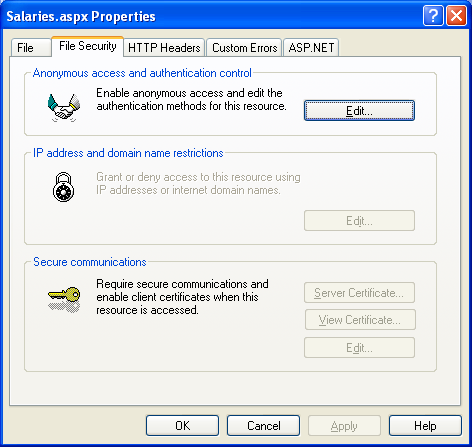 Salaries.aspx Properties
File
File Security
HTTP Headers
Custom Errors
ASP.NET
Anonymous access and authentication control
Enable anonymous access and edit the
authentication methods for this resource.
Edit...
IP address and domain name restrictions
Grant or deny access to this resource using
IP addresses or internet domain names.
Edit...
Secure communications
Require secure communications and
enable client certificates when this
resource is accessed.
Server Certificate...
View Certificate...
Edit...
OK
Cancel
Apply
Help